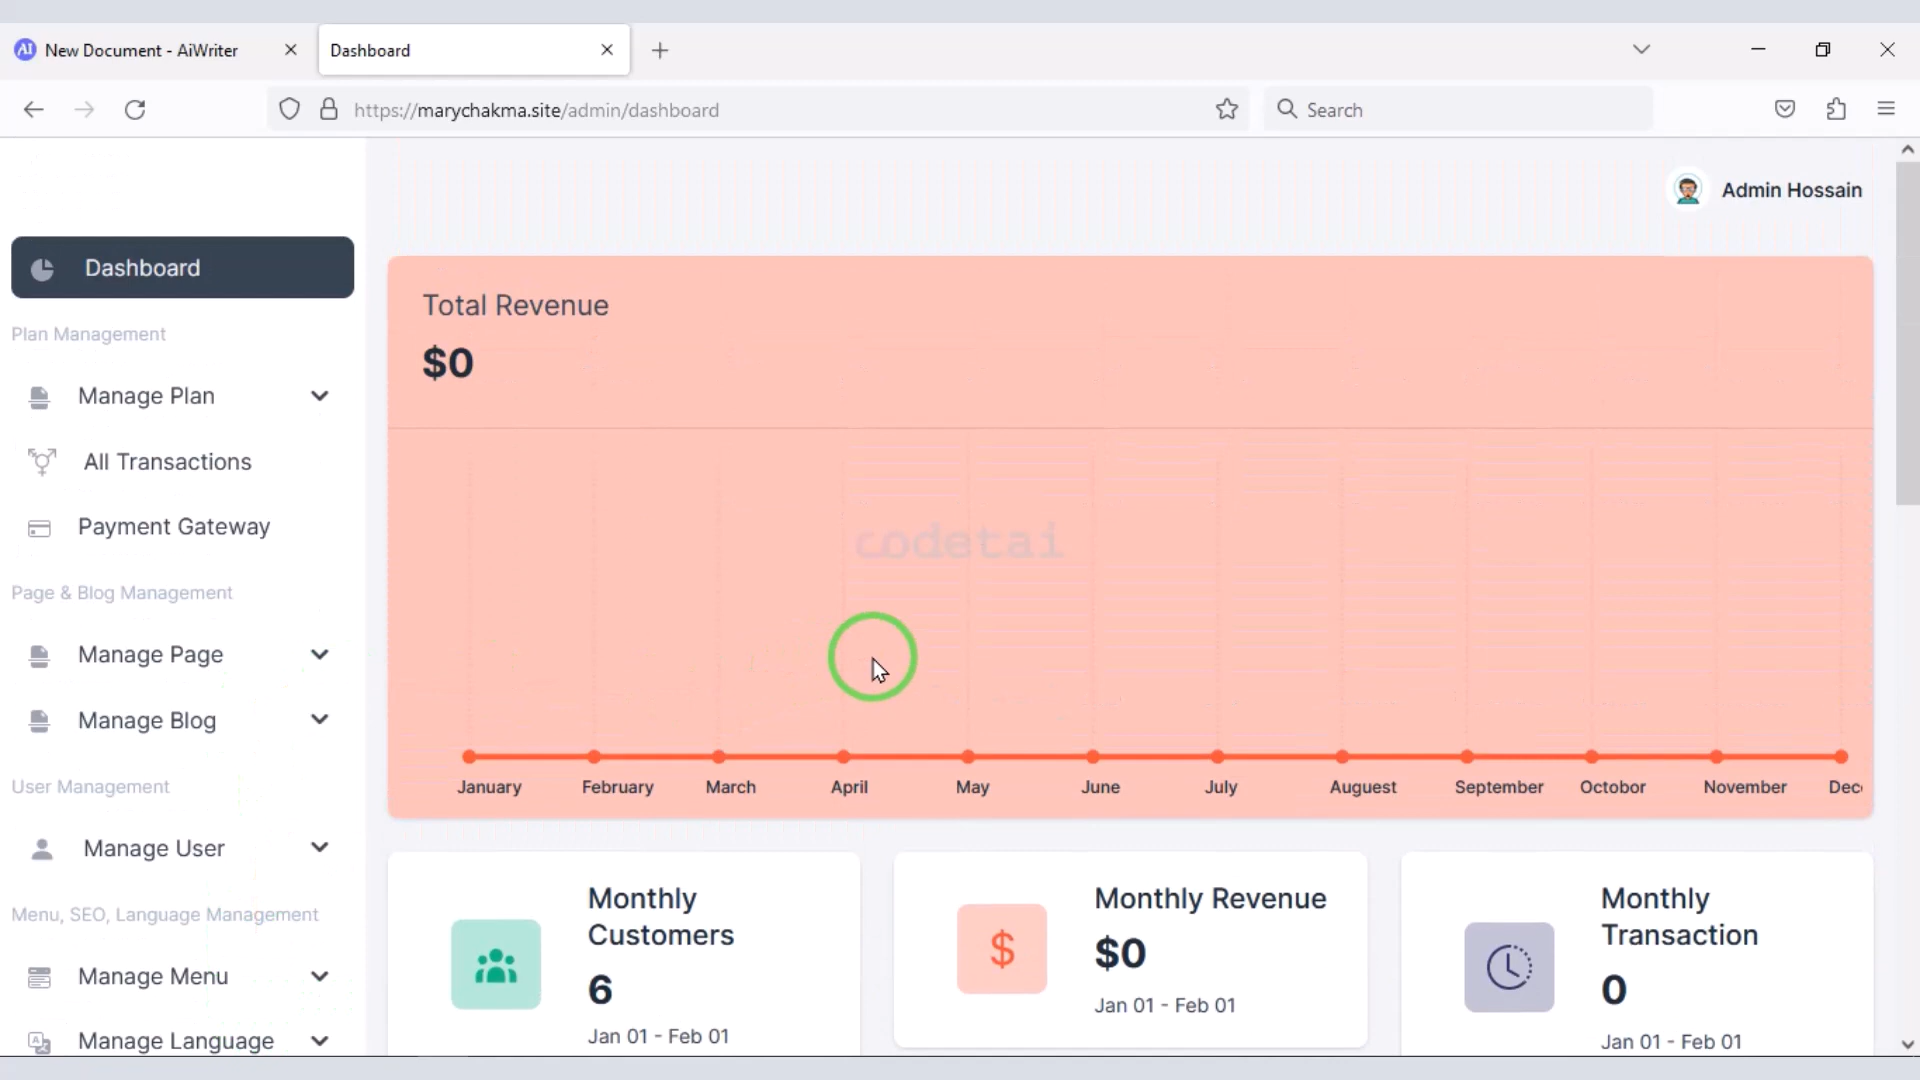 New Document - AiWriter
Dashboard
https://marychakma.site/admin/dashboard
Search
Admin Hossain
Dashboard
Plan Management
Manage Plan
All Transactions
Payment Gateway
Page & Blog Management
Manage Page
Manage Blog
User Management
Manage User
Menu, SEO, Language Management
Manage Menu
Manage Language
Total Revenue
$0
codetai
January February March April May June July Auguest September Octobor November Dec
Monthly
Customers
6
Jan 01 - Feb 01
Monthly Revenue
$0
Jan 01 - Feb 01
Monthly
Transaction
0
Jan 01 - Feb 01